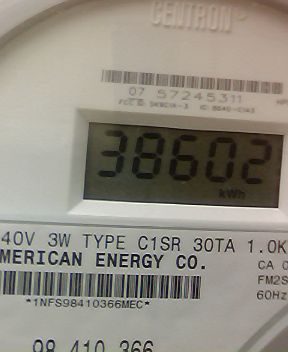 CENTRON
07 57245311
38602
kWh
40V 3W TYPE C1SR 30TA 1.0K
MERICAN ENERGY CO.
CA 0
FM2S
60Hz
*1NFS98410366MEC*
98 410 366